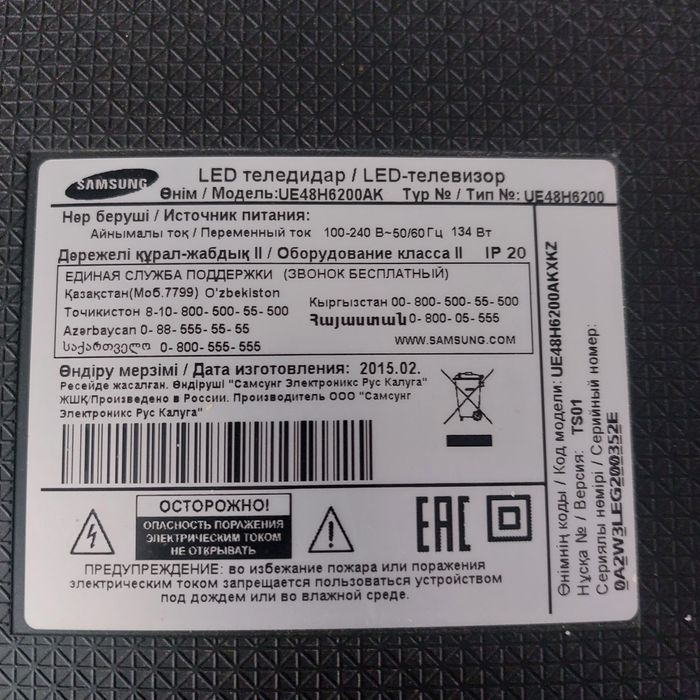 SAMSUNG
LED теледидар / LED-телевизор
Өнім / Модель:UE48H6200AK Түр № / Тип №: UE48H6200
Нәр беруші / Источник питания:
Айнымалы тоқ / Переменный ток 100-240 В~50/60 Гц 134 Вт
Дәрежелі құрал-жабдық II / Оборудование класса II IP 20
ЕДИНАЯ СЛУЖБА ПОДДЕРЖКИ (ЗВОНОК БЕСПЛАТНЫЙ)
Қазақстан(Моб.7799) O'zbekiston
Тоҷикистон 8-10-800-500-55-500
Кыргызстан 00-800-500-55-500
Azərbaycan 0-88-555-55-55
Հայաստան 0-800-05-555
საქართველო 0-800-555-555
WWW.SAMSUNG.COM
Өндіру мерзімі / Дата изготовления: 2015.02.
Ресейде жасалған. Өндіруші "Самсунг Электроникс Рус Калуга"
ЖШҚ/Произведено в России. Производитель ООО "Самсунг
Электроникс Рус Калуга"
ОСТОРОЖНО!
ОПАСНОСТЬ ПОРАЖЕНИЯ
ЭЛЕКТРИЧЕСКИМ ТОКОМ
НЕ ОТКРЫВАТЬ
EAC
ПРЕДУПРЕЖДЕНИЕ: во избежание пожара или поражения
электрическим током запрещается пользоваться устройством
под дождем или во влажной среде.
Өнімнің коды / Код модели: UE48H6200AKXKZ
Нұсқа № / Версия: TS01
Сериялы нөмірі / Серийный номер:
0A2W3LEG200352E